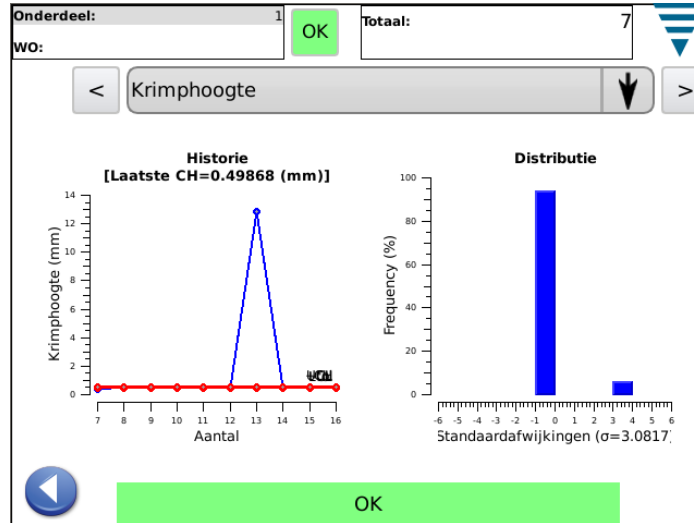 Onderdeel: 1
WO:
OK
Totaal: 7
<
Krimphoogte
>
Historie
[Laatste CH=0.49868 (mm)]
14
12
10
8
6
4
2
0
Krimphoogte (mm)
7 8 9 10 11 12 13 14 15 16
Aantal
Distributie
100
80
60
40
20
0
Frequency (%)
-6 -5 -4 -3 -2 -1 0 1 2 3 4 5 6
Standaardafwijkingen (σ=3.0817)
OK